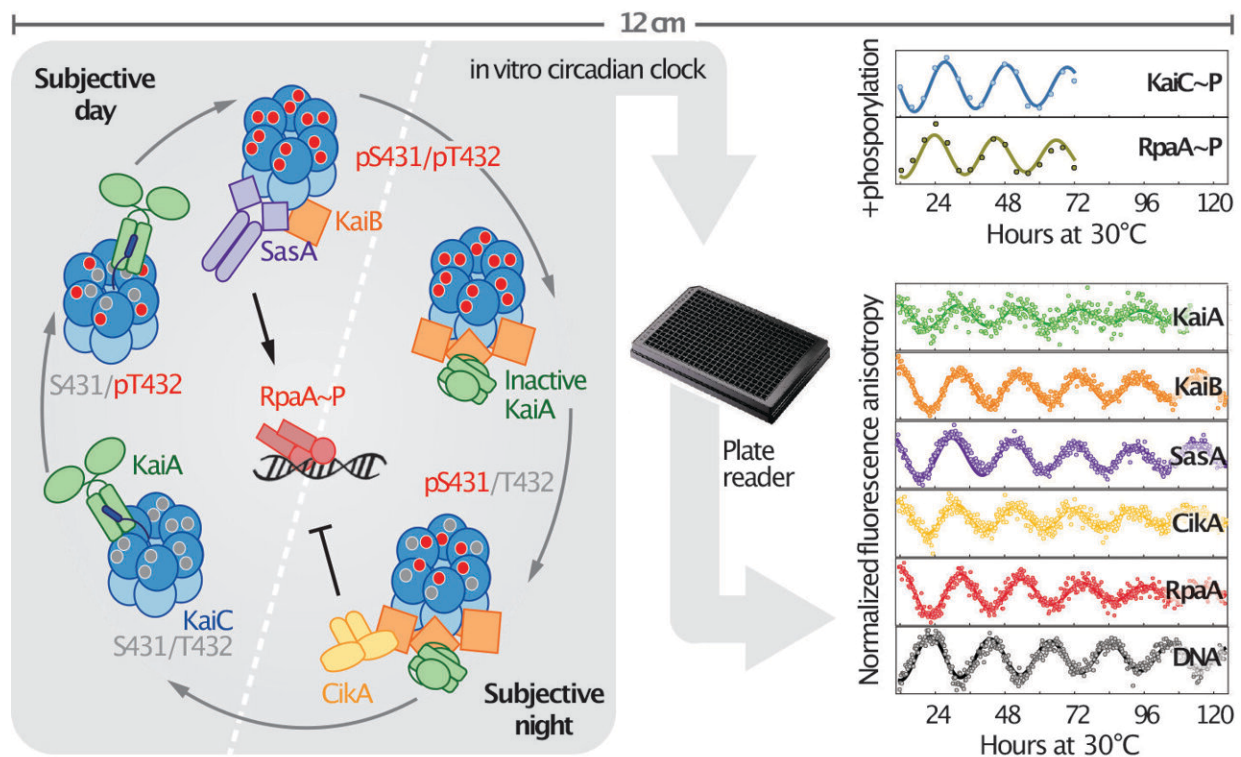 12 cm
Subjective
day
in vitro circadian clock
pS431/pT432
KaiB
SasA
S431/pT432
Inactive
KaiA
RpaA~P
KaiA
pS431/T432
KaiC
S431/T432
CikA
Subjective
night
Plate
reader
+phosporylation
KaiC~P
RpaA~P
24 48 72 96 120
Hours at 30°C
Normalized fluorescence anisotropy
KaiA
KaiB
SasA
CikA
RpaA
DNA
24 48 72 96 120
Hours at 30°C